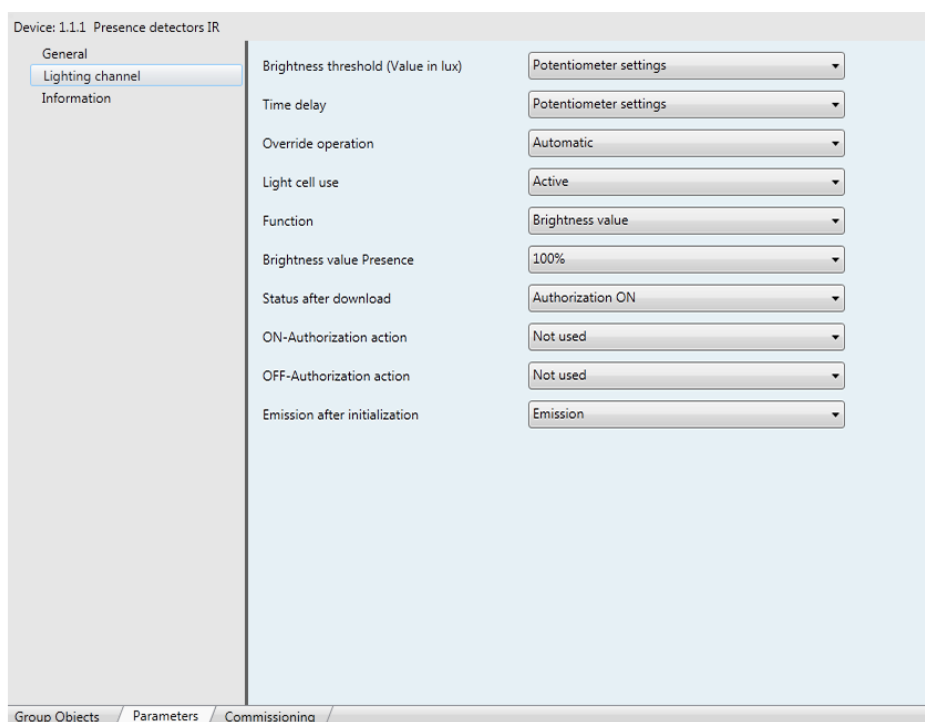 Device: 1.1.1 Presence detectors IR
General
Lighting channel
Information
Brightness threshold (Value in lux) Potentiometer settings
Time delay Potentiometer settings
Override operation Automatic
Light cell use Active
Function Brightness value
Brightness value Presence 100%
Status after download Authorization ON
ON-Authorization action Not used
OFF-Authorization action Not used
Emission after initialization Emission
Group Objects Parameters Commissioning